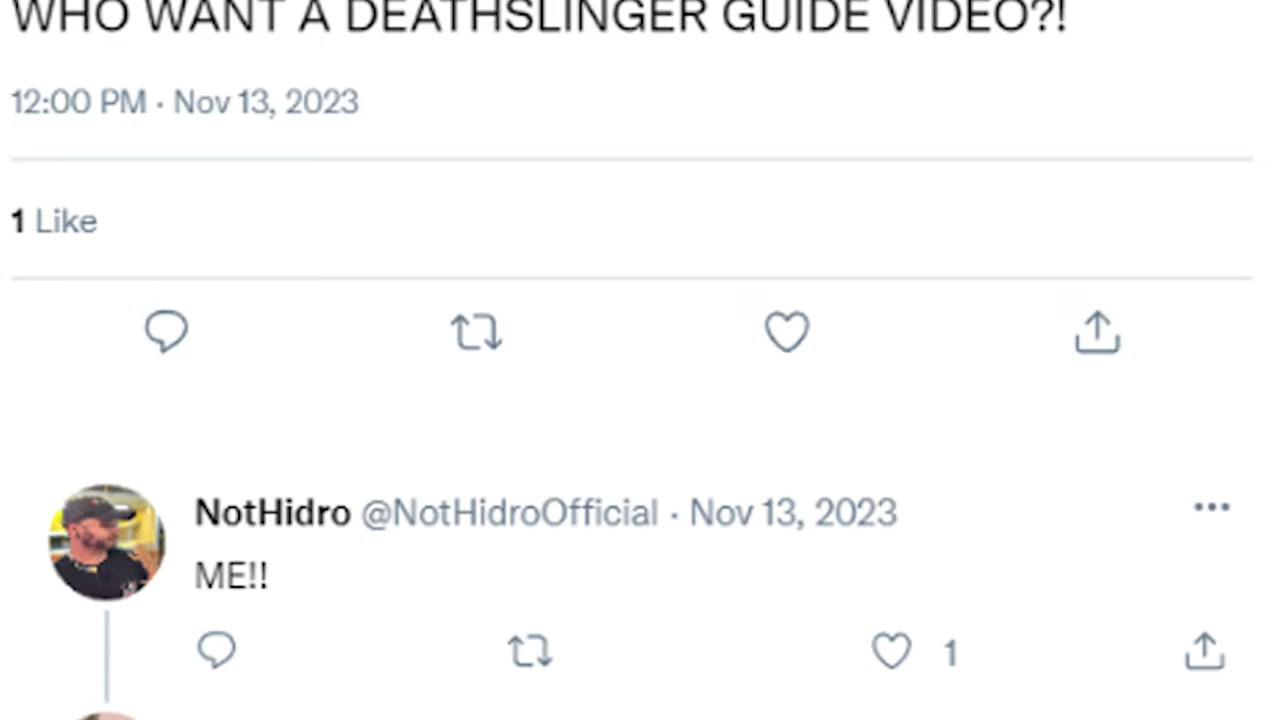 WHO WANT A DEATHSLINGER GUIDE VIDEO?!
12:00 PM · Nov 13, 2023
1 Like
NotHidro @NotHidroOfficial · Nov 13, 2023
ME!!
1